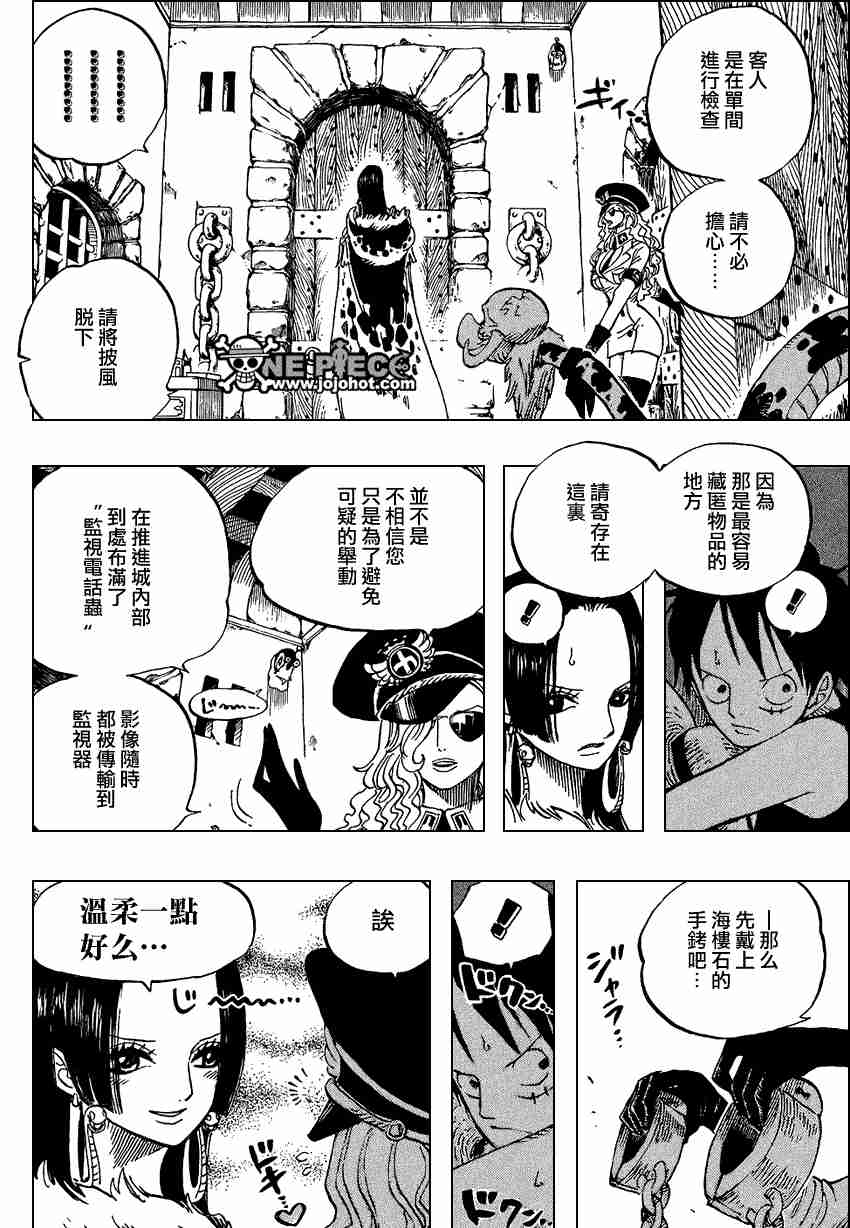 客人
是在單間
進行檢查
請不必
擔心……
ギィ…
!!!!!!!!!!!!!!!!!!!!!!
請將披風
脫下
ONE PIECE
www.jojohot.com
因為
那是最容易
藏匿物品的
地方
請寄存在
這裏
!
!
並不是
不相信您
只是為了避免
可疑的舉動
在推進城內部
到處布滿了
“監視電話蟲”
影像隨時
都被傳輸到
監視器
じ〜〜〜…
—那么
先戴上
海樓石的
手銬吧…
ジャラ
!
ドクン…
ドクン…
誒
溫柔一點
好么…
じ〜〜〜…
ドキ…♡